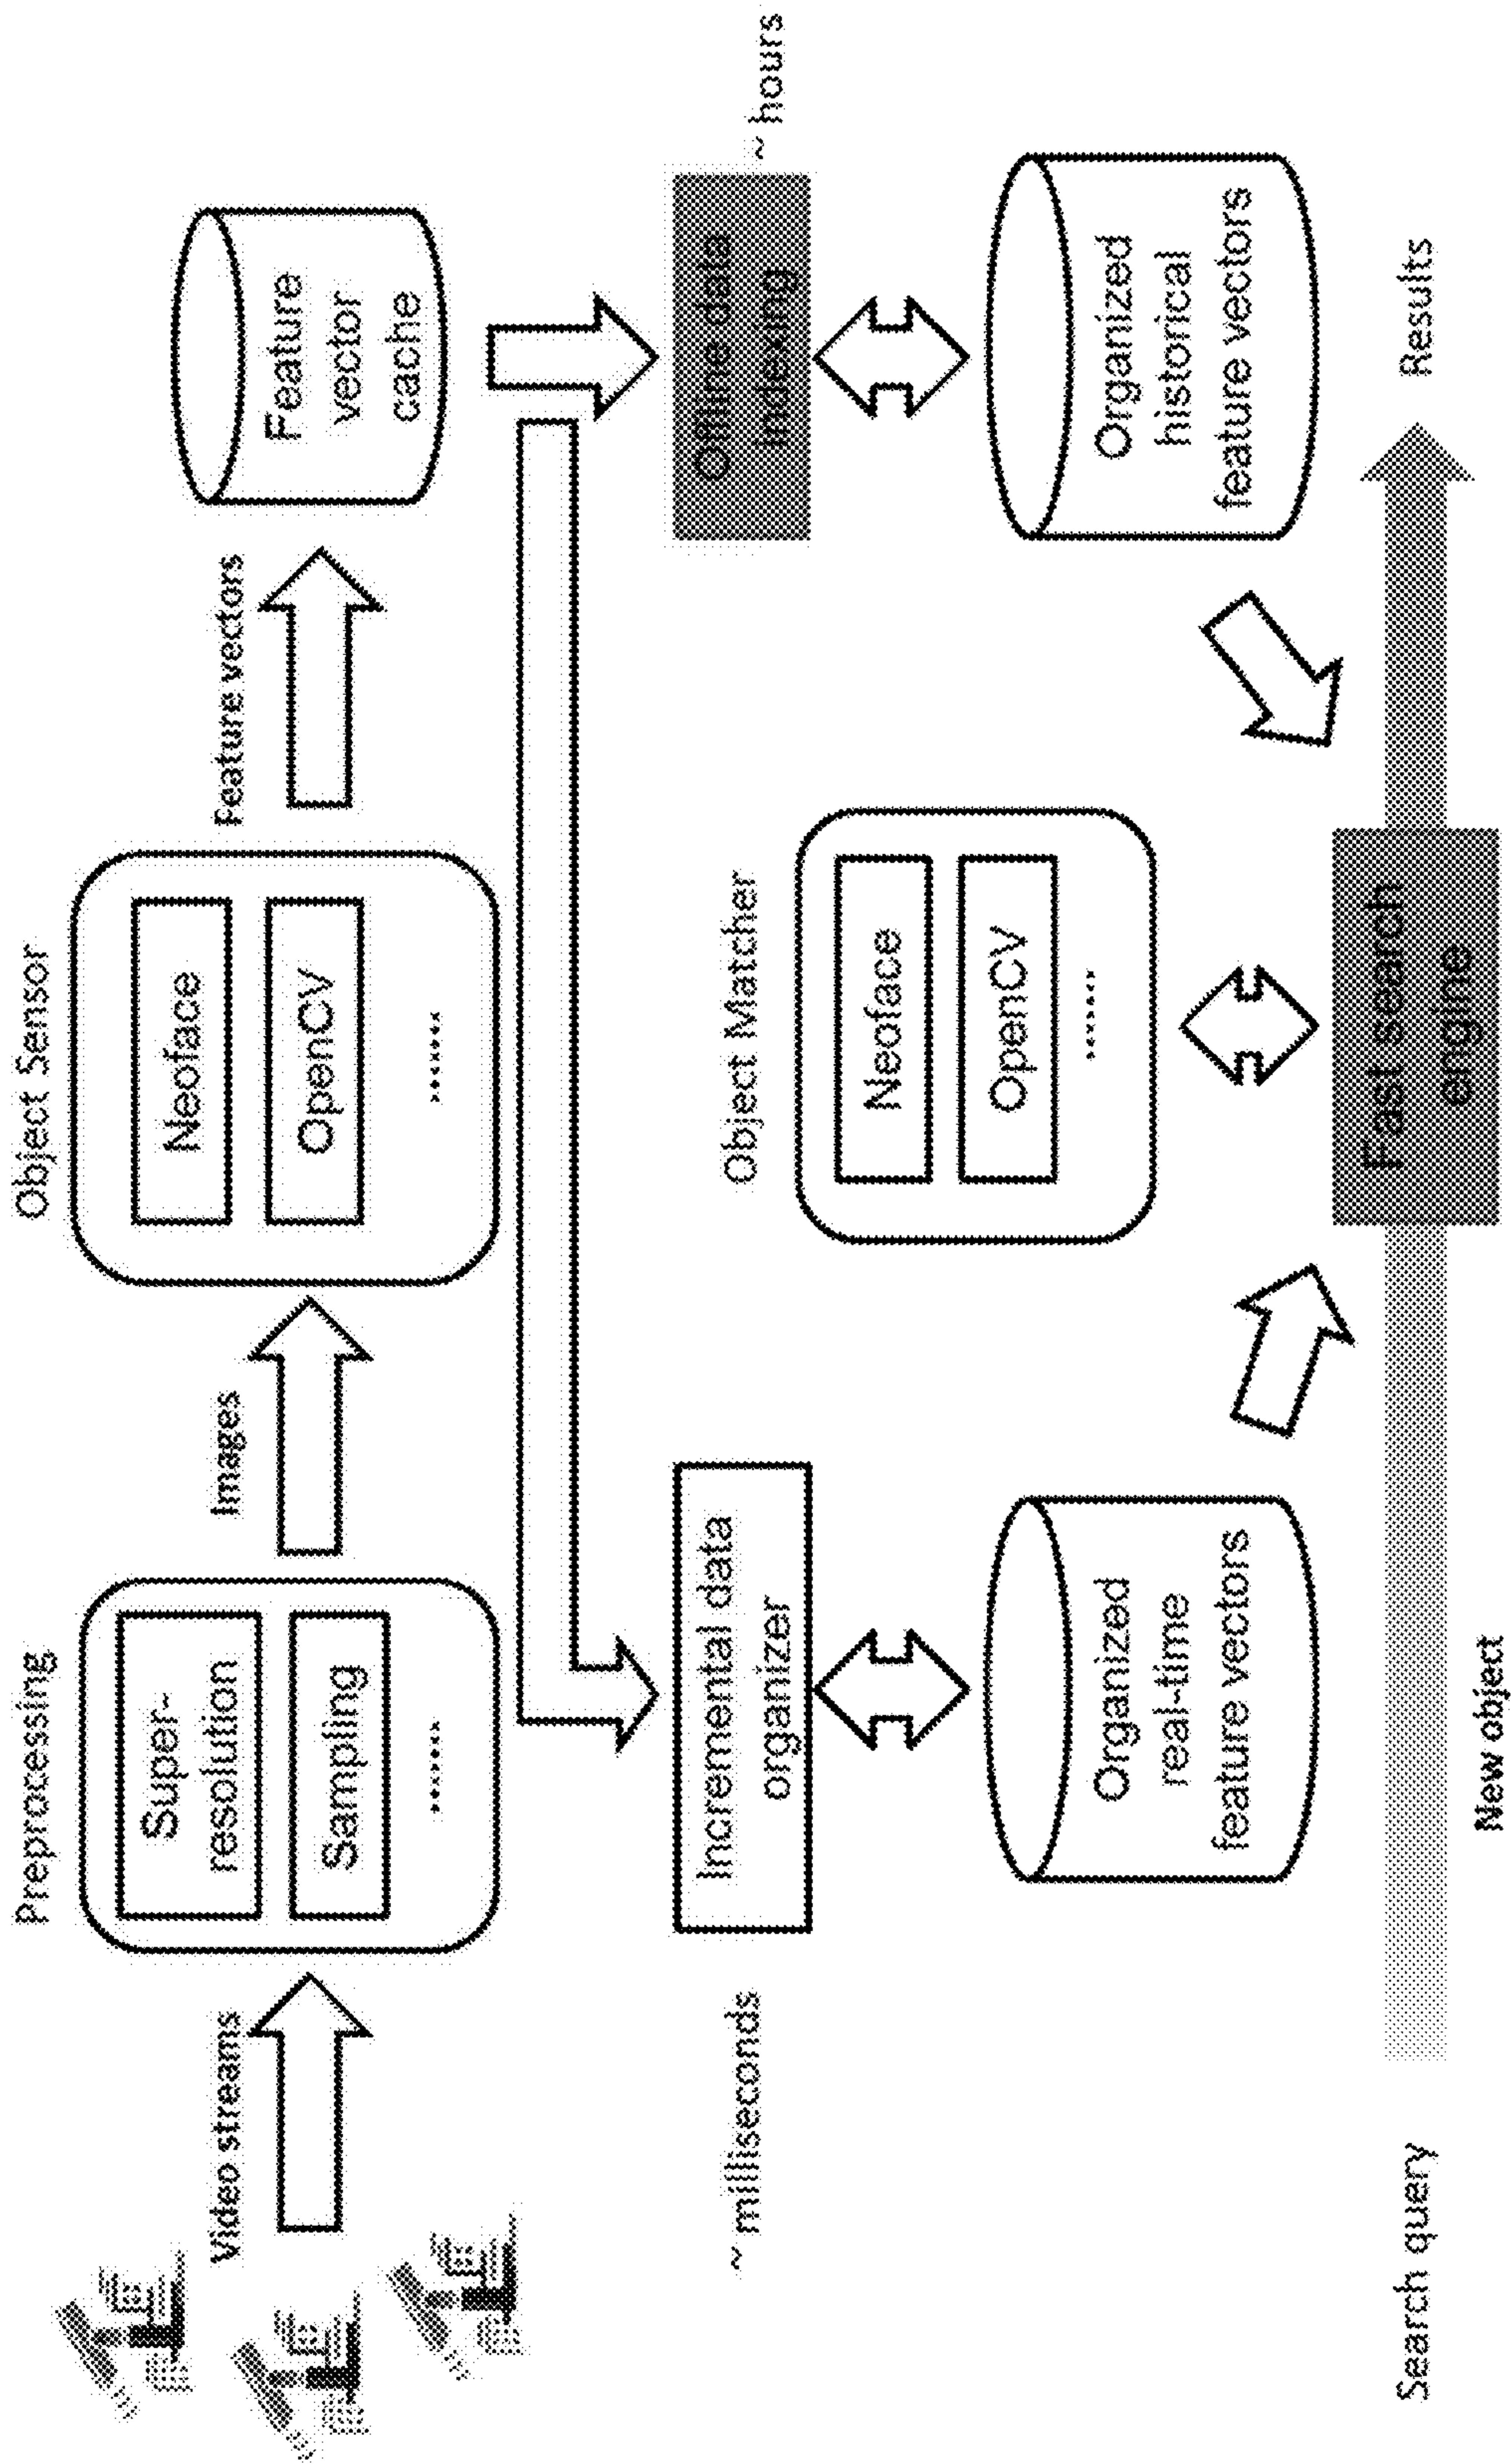 Preprocessing
Object Sensor
Video streams
Super-
resolution
Sampling
......
Images
Neoface
OpenCV
......
Feature vectors
Feature
vector
cache
~ milliseconds
Incremental data
organizer
Object Matcher
Neoface
OpenCV
......
Offline data
indexing
~ hours
Organized
real-time
feature vectors
Organized
historical
feature vectors
Search query
New object
Fast search
engine
Results